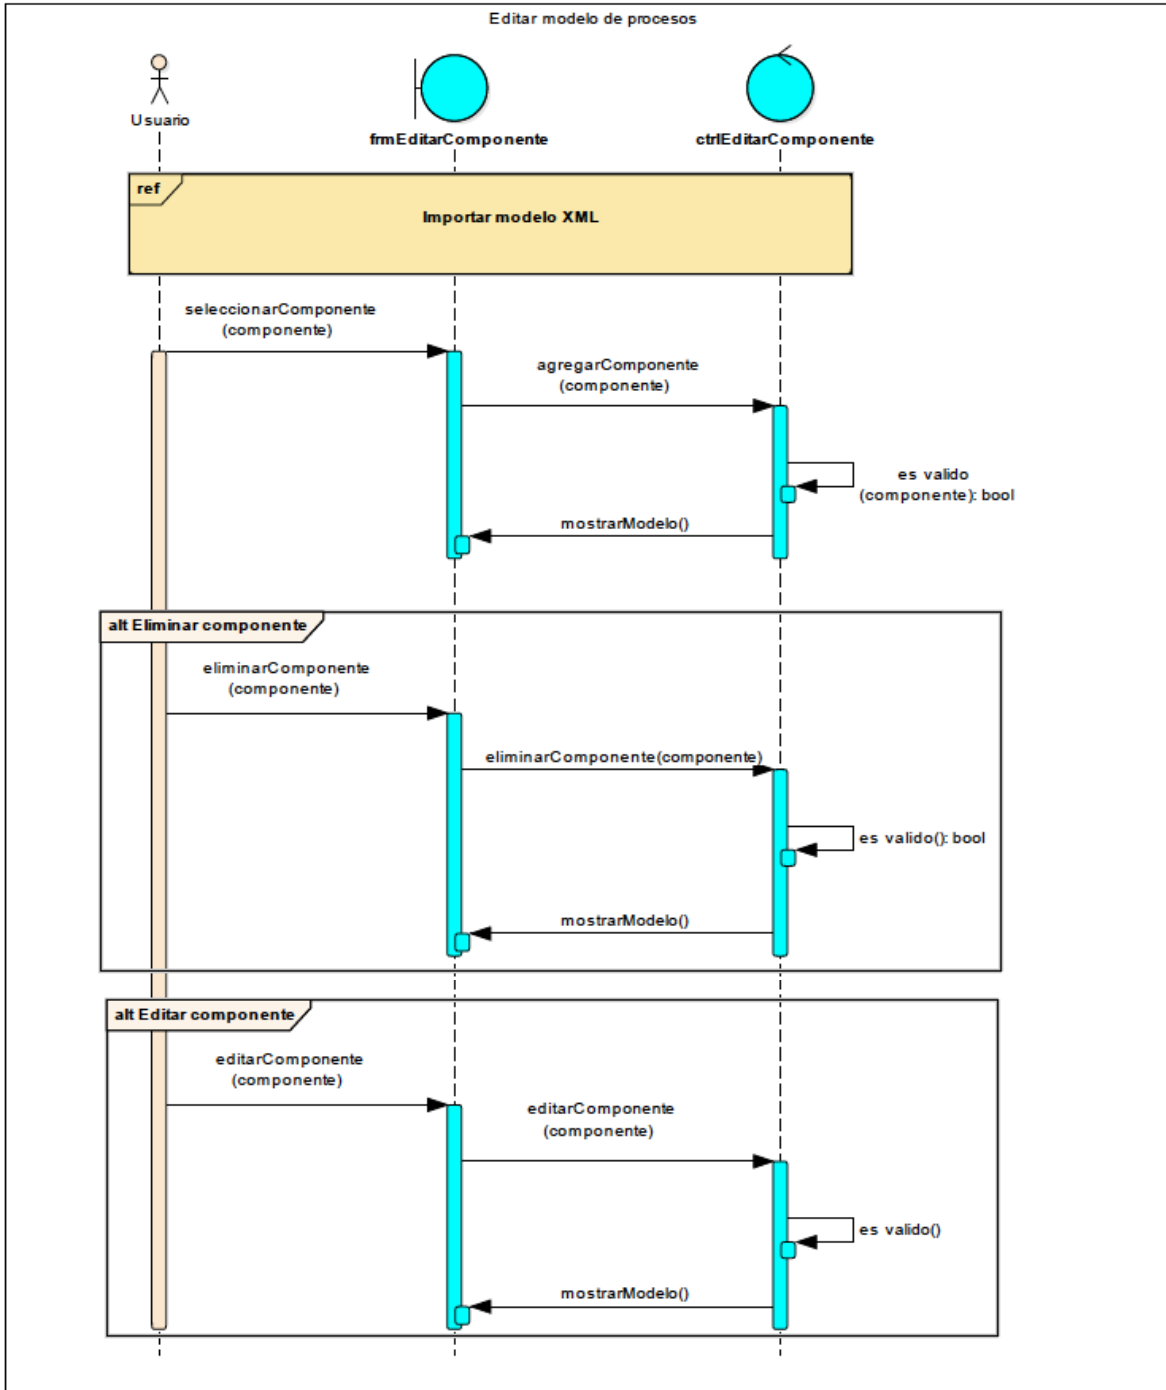 Editar modelo de procesos
Usuario
frmEditarComponente
ctrlEditarComponente
ref
Importar modelo XML
seleccionarComponente
(componente)
agregarComponente
(componente)
es valido
(componente): bool
mostrarModelo()
alt Eliminar componente
eliminarComponente
(componente)
eliminarComponente(componente)
es valido(): bool
mostrarModelo()
alt Editar componente
editarComponente
(componente)
editarComponente
(componente)
es valido()
mostrarModelo()